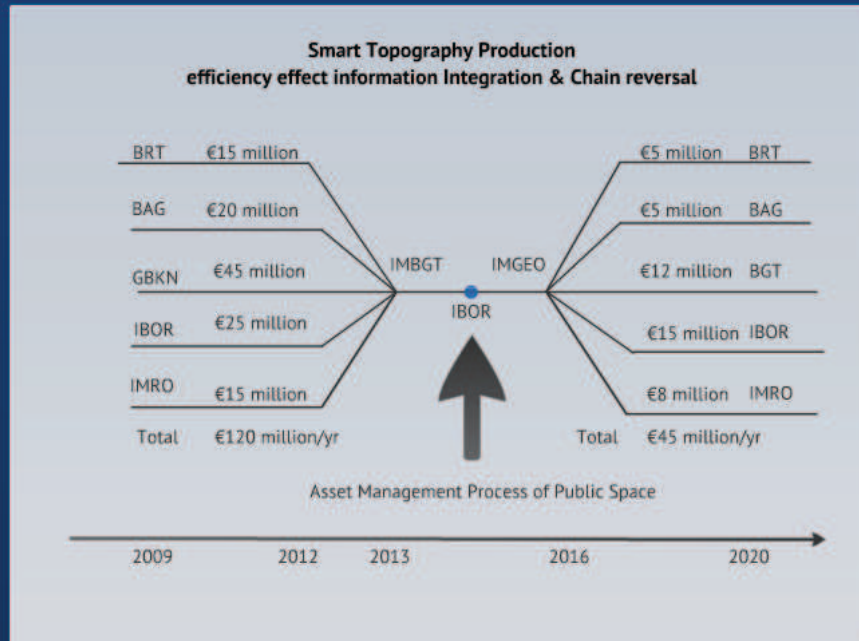 Smart Topography Production
efficiency effect information Integration & Chain reversal
BRT €15 million
€5 million BRT
BAG €20 million
€5 million BAG
IMBGT IMGEO
GBKN €45 million
€12 million BGT
IBOR
IBOR €25 million
€15 million IBOR
IMRO €15 million
€8 million IMRO
Total €120 million/yr
Total €45 million/yr
Asset Management Process of Public Space
2009 2012 2013 2016 2020